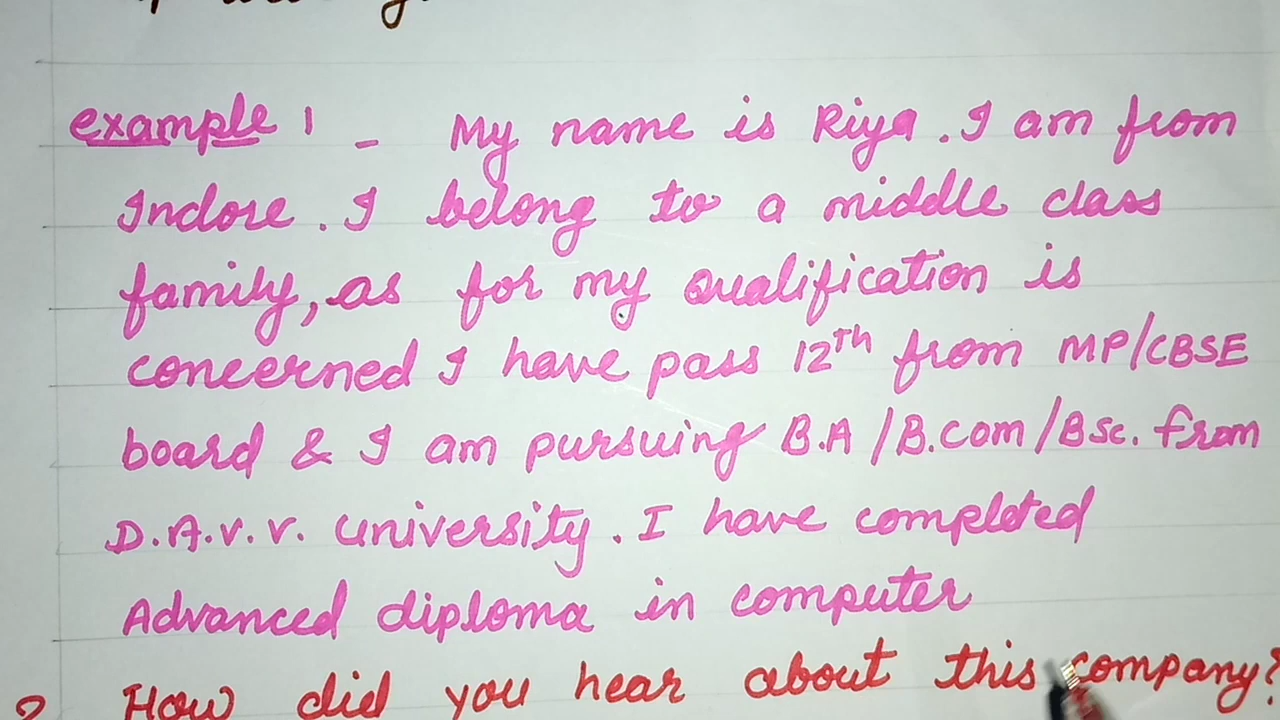 example 1 - My name is Riya. I am from
Indore. I belong to a middle class
family, as for my qualification is
concerned I have pass 12th from MP/CBSE
board & I am pursuing B.A/B.com/Bsc. from
D.A.V.V. University. I have completed
Advanced diploma in computer
2 How did you hear about this company?